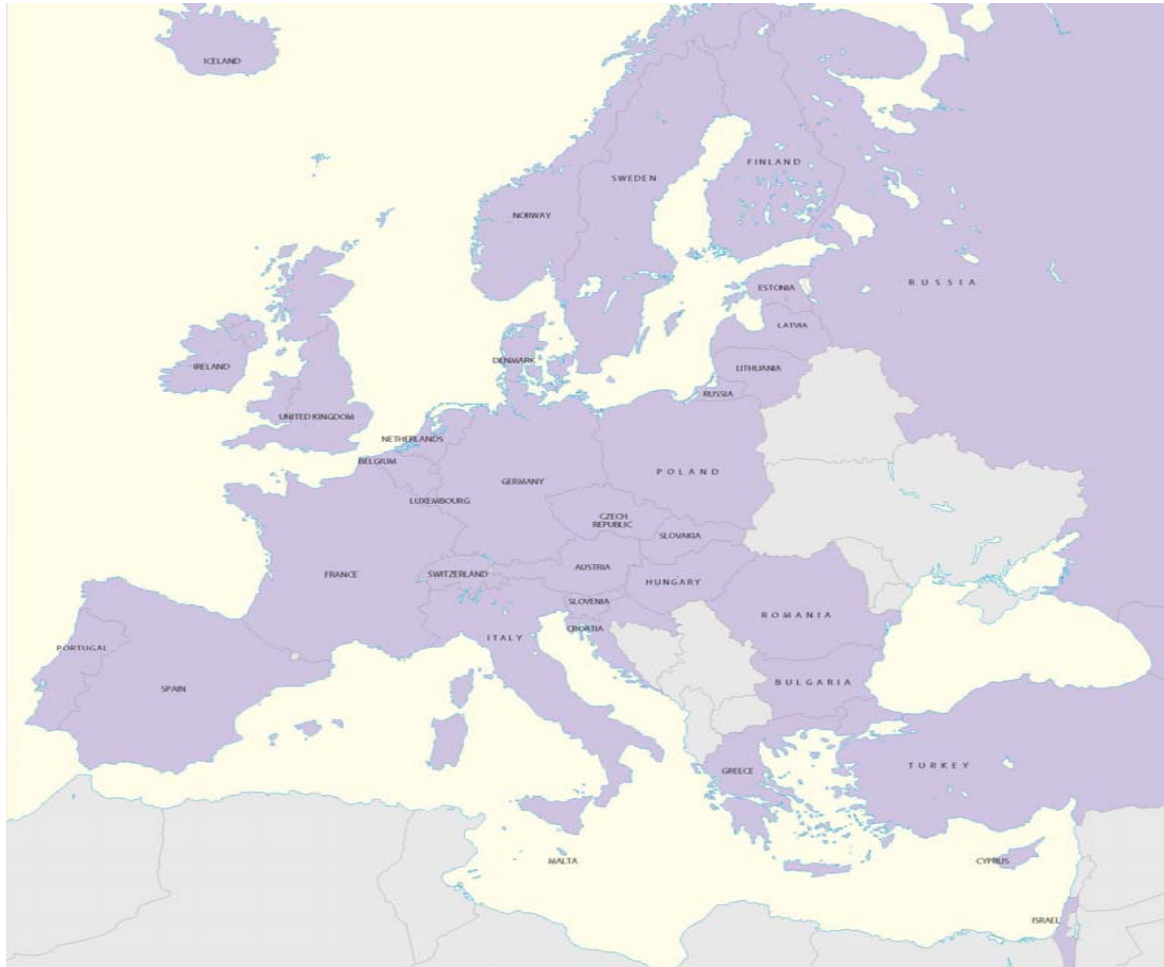 ICELAND
FINLAND
SWEDEN
NORWAY
RUSSIA
ESTONIA
LATVIA
DENMARK
IRELAND
LITHUANIA
RUSSIA
UNITED KINGDOM
NETHERLANDS
BELGIUM
POLAND
GERMANY
LUXEMBOURG
CZECH
REPUBLIC
SLOVAKIA
AUSTRIA
FRANCE
SWITZERLAND
HUNGARY
SLOVENIA
ROMANIA
CROATIA
ITALY
PORTUGAL
BULGARIA
SPAIN
TURKEY
GREECE
MALTA
CYPRUS
ISRAEL